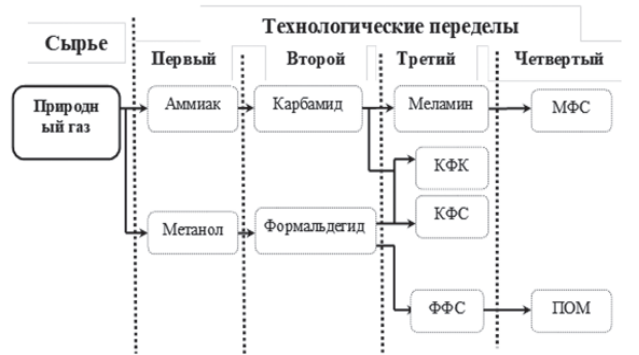 Технологические переделы
Сырье
Первый
Второй
Третий
Четвертый
Природн
ый газ
Аммиак
Карбамид
Меламин
МФС
КФК
КФС
Метанол
Формальдегид
ФФС
ПОМ